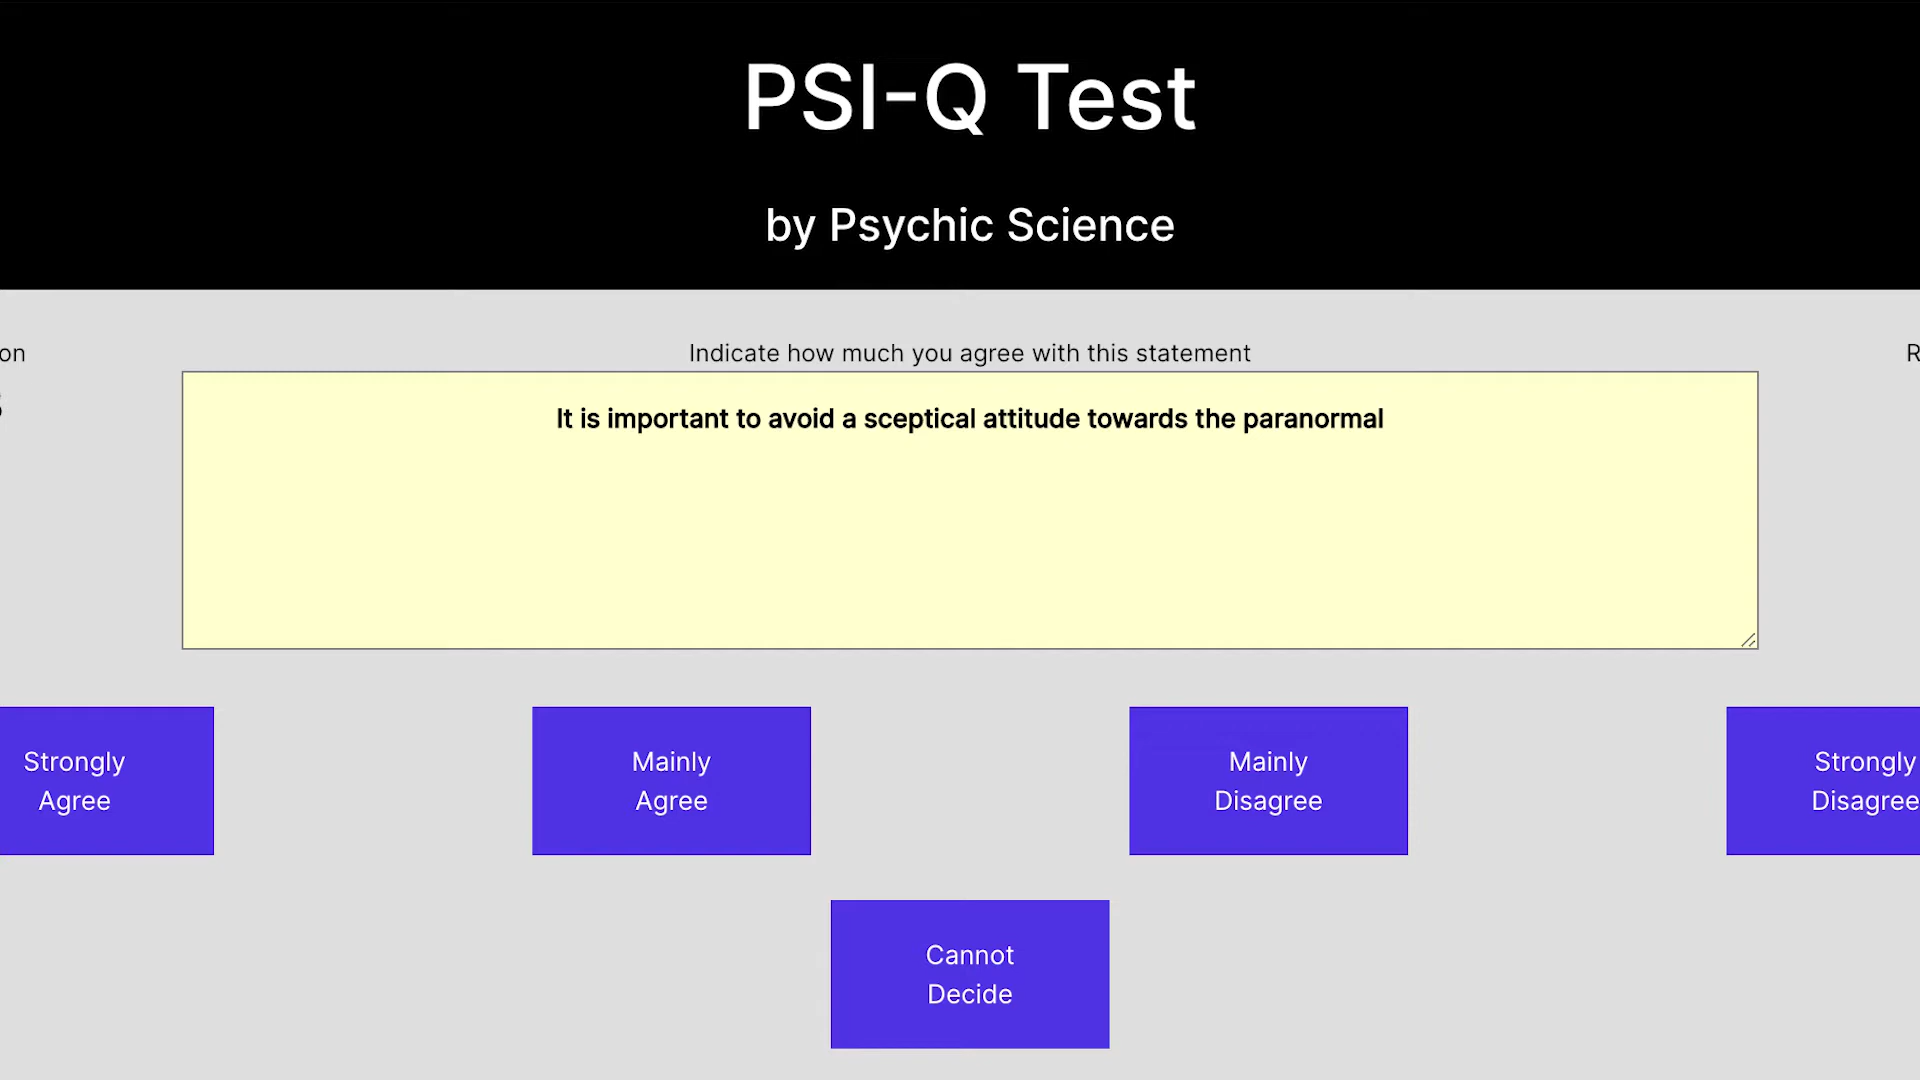 PSI-Q Test
by Psychic Science
on
Indicate how much you agree with this statement
R
It is important to avoid a sceptical attitude towards the paranormal
Strongly
Agree
Mainly
Agree
Mainly
Disagree
Strongly
Disagree
Cannot
Decide